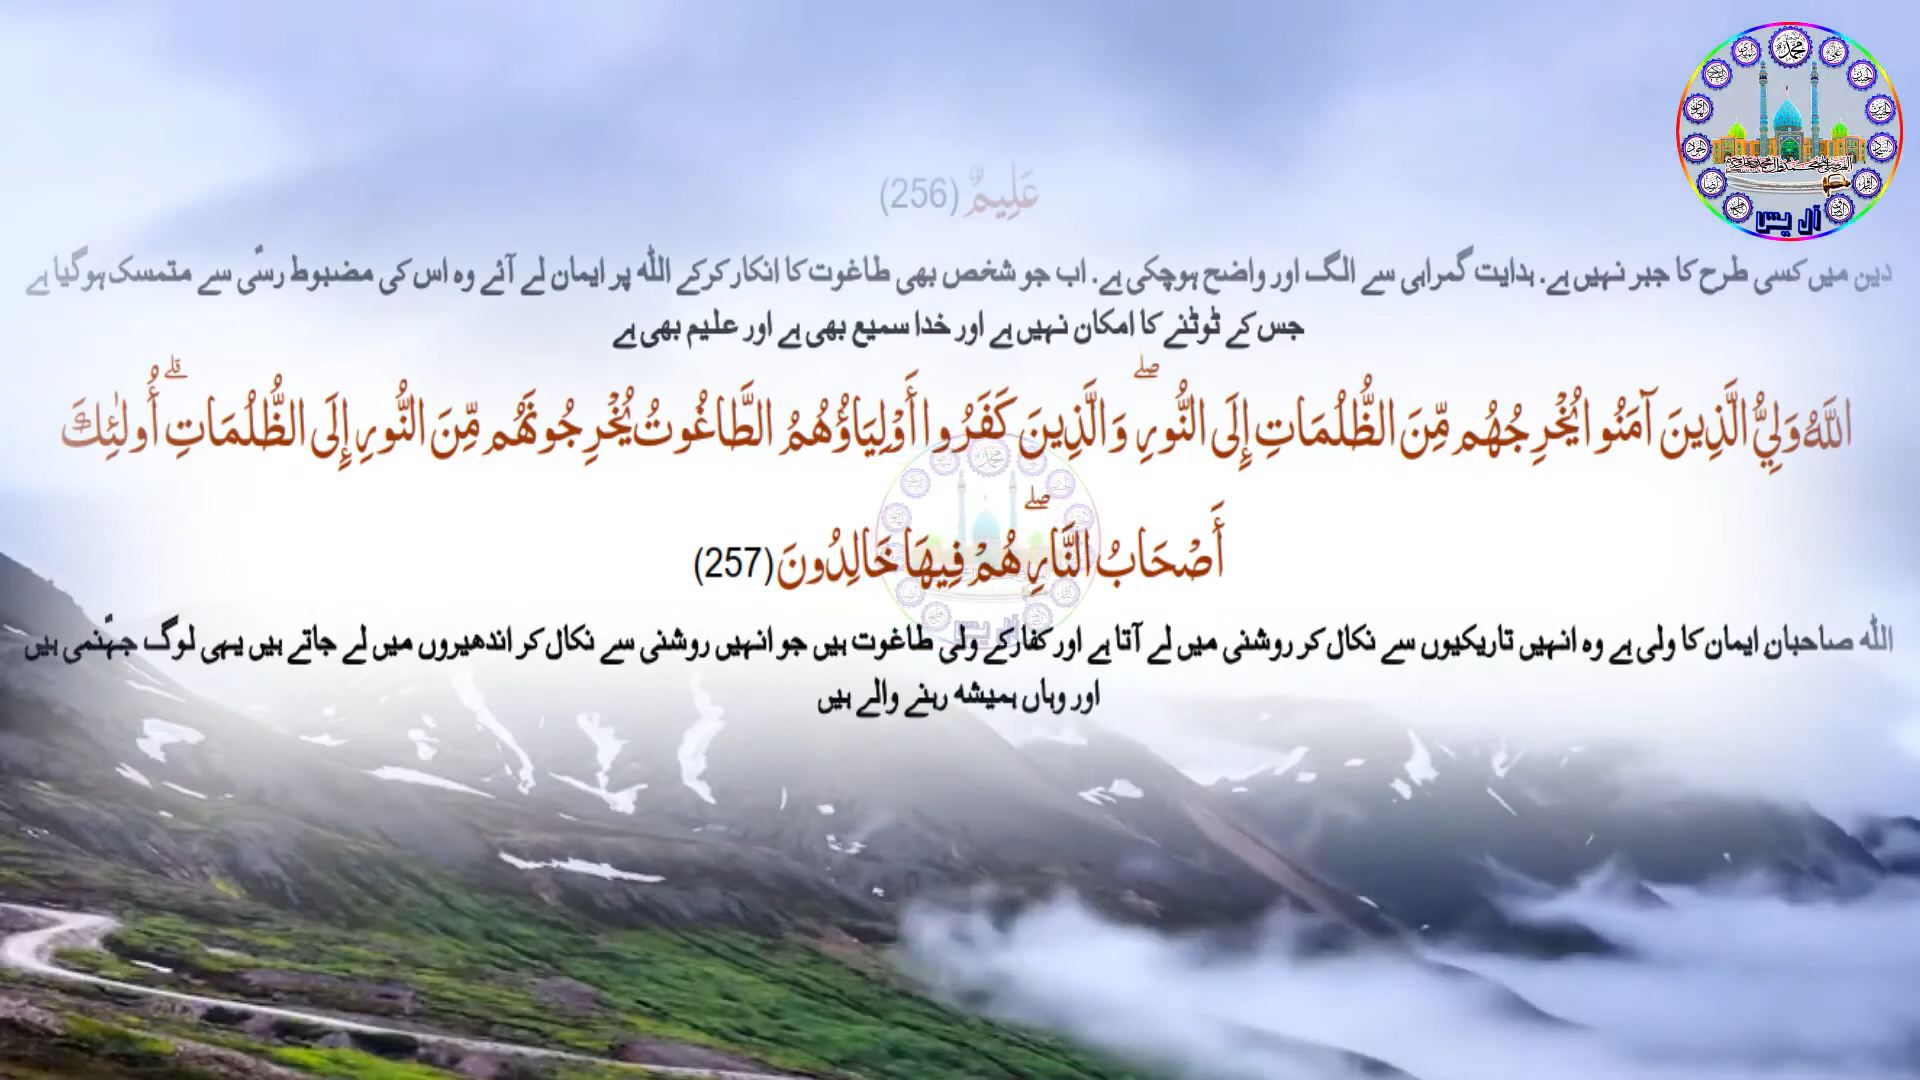 عَلِيمٌ (256)
دین میں کسی طرح کا جبر نہیں ہے. ہدایت گمراہی سے الگ اور واضح ہوچکی ہے. اب جو شخص بھی طاغوت کا انکار کرکے اللہ پر ایمان لے آئے وہ اس کی مضبوط رسّی سے متمسک ہوگیا ہے
جس کے ٹوٹنے کا امکان نہیں ہے اور خدا سمیع بھی ہے اور علیم بھی ہے
اللَّهُ وَلِيُّ الَّذِينَ آمَنُوا يُخْرِجُهُم مِّنَ الظُّلُمَاتِ إِلَى النُّورِ ۖ وَالَّذِينَ كَفَرُوا أَوْلِيَاؤُهُمُ الطَّاغُوتُ يُخْرِجُونَهُم مِّنَ النُّورِ إِلَى الظُّلُمَاتِ ۗ أُولَٰئِكَ
أَصْحَابُ النَّارِ ۖ هُمْ فِيهَا خَالِدُونَ (257)
اللہ صاحبانِ ایمان کا ولی ہے وہ انہیں تاریکیوں سے نکال کر روشنی میں لے آتا ہے اور کفارکے ولی طاغوت ہیں جو انہیں روشنی سے نکال کر اندھیروں میں لے جاتے ہیں یہی لوگ جہّنمی ہیں
اور وہاں ہمیشہ رہنے والے ہیں
محمد
آل یس